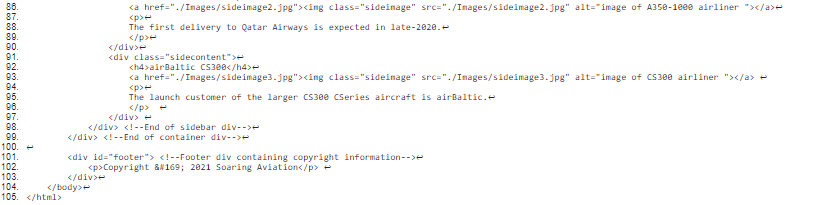 86. <a href="./Images/sideimage2.jpg"><img class="sideimage" src="./Images/sideimage2.jpg" alt="image of A350-1000 airliner "></a>↩
87. <p>↩
88. The first delivery to Qatar Airways is expected in late-2020.↩
89. </p>↩
90. </div>↩
91. <div class="sidecontent">↩
92. <h4>airBaltic CS300</h4>↩
93. <a href="./Images/sideimage3.jpg"><img class="sideimage" src="./Images/sideimage3.jpg" alt="image of CS300 airliner "></a> ↩
94. <p>↩
95. The launch customer of the larger CS300 CSeries aircraft is airBaltic.↩
96. </p> ↩
97. </div> ↩
98. </div> <!--End of sidebar div-->↩
99. </div> <!--End of container div-->↩
100. ↩
101. <div id="footer"> <!--Footer div containing copyright information-->↩
102. <p>Copyright &#169; 2021 Soaring Aviation</p> ↩
103. </div>↩
104. </body>↩
105. </html>